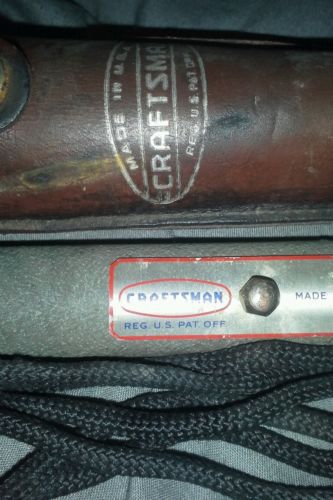 MADE IN U.S.A.
CRAFTSMAN
REG. U.S. PAT. OFF.
CRAFTSMAN
MADE
REG. U.S. PAT. OFF